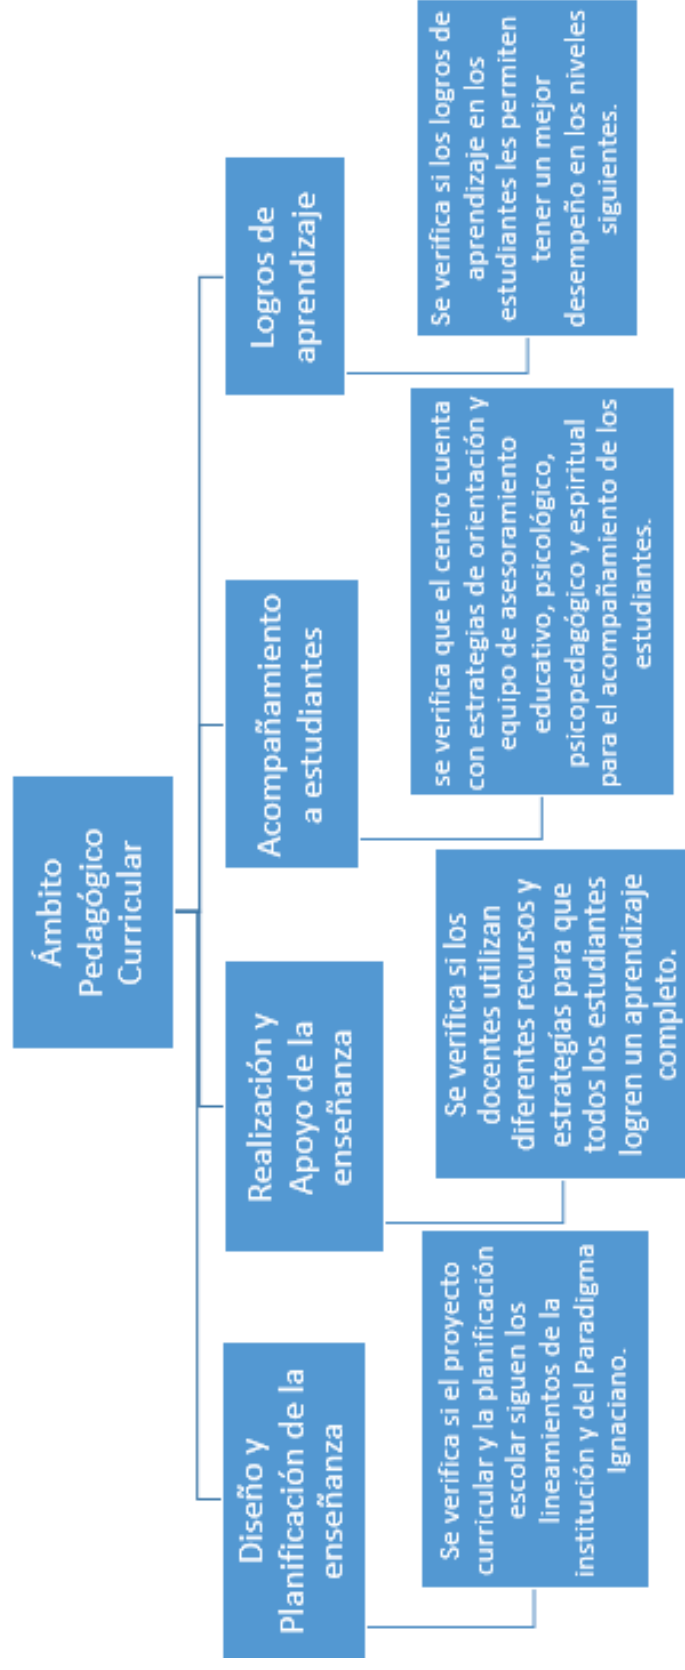 Ámbito
Pedagógico
Curricular
Diseño y
Planificación de la
enseñanza
Se verifica si el proyecto
curricular y la planificación
escolar siguen los
lineamientos de la
institución y del Paradigma
Ignaciano.
Realización y
Apoyo de la
enseñanza
Se verifica si los
docentes utilizan
diferentes recursos y
estrategías para que
todos los estudiantes
logren un aprendizaje
completo.
Acompañamiento
a estudiantes
se verifica que el centro cuenta
con estrategias de orientación y
equipo de asesoramiento
educativo, psicológico,
psicopedagógico y espiritual
para el acompañamiento de los
estudiantes.
Logros de
aprendizaje
Se verifica si los logros de
aprendizaje en los
estudiantes les permiten
tener un mejor
desempeño en los niveles
siguientes.